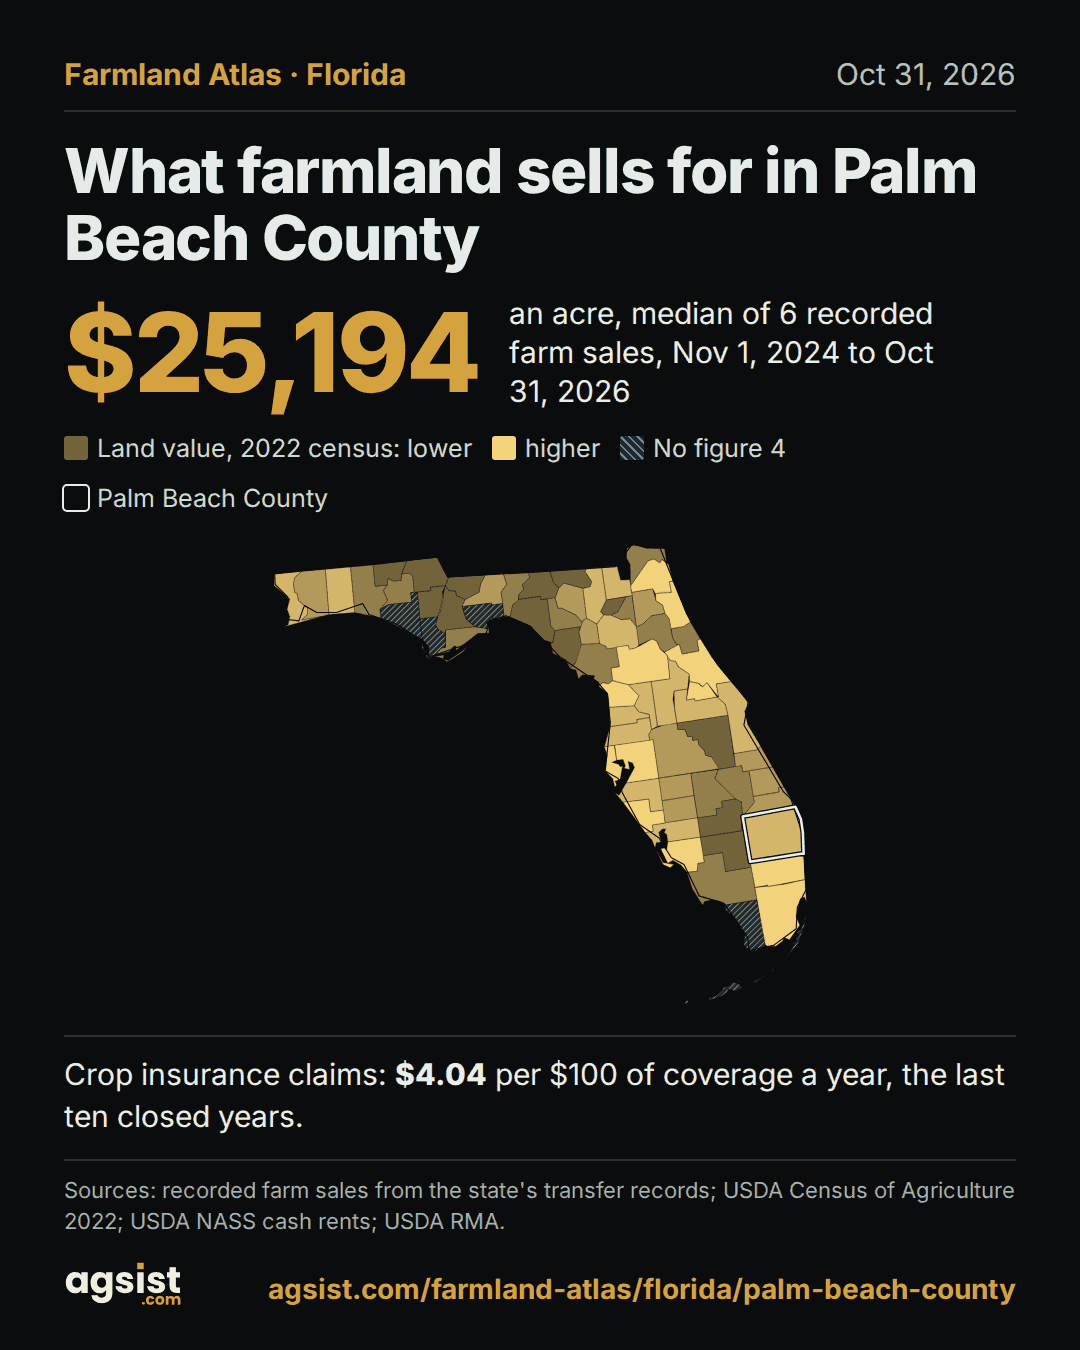 Farmland Atlas · Florida
Oct 31, 2026
What farmland sells for in Palm
Beach County
$25,194
an acre, median of 6 recorded
farm sales, Nov 1, 2024 to Oct
31, 2026
Land value, 2022 census: lower
higher
No figure 4
Palm Beach County
Crop insurance claims: $4.04 per $100 of coverage a year, the last
ten closed years.
Sources: recorded farm sales from the state's transfer records; USDA Census of Agriculture
2022; USDA NASS cash rents; USDA RMA.
agsist
.com
agsist.com/farmland-atlas/florida/palm-beach-county